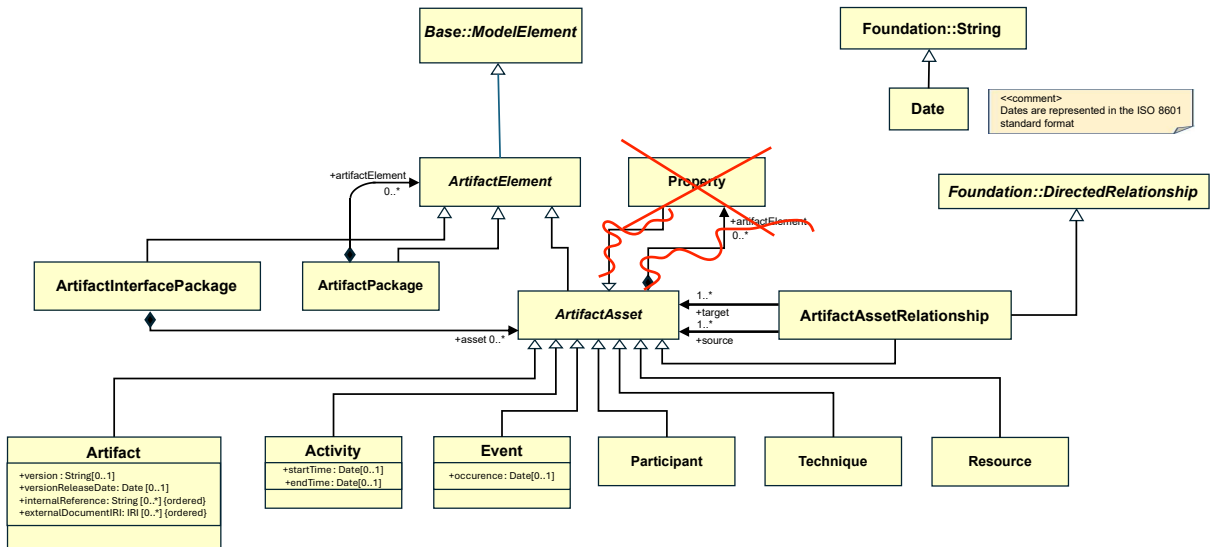 Base::ModelElement
Foundation::String
Date
<<comment>
Dates are represented in the ISO 8601
standard format
+artifactElement
0..*
ArtifactElement
Property
Foundation::DirectedRelationship
+artifactElement
0..*
ArtifactInterfacePackage
ArtifactPackage
ArtifactAsset
1..*
+target
1..*
+source
ArtifactAssetRelationship
+asset 0..*
Artifact
+version : String[0..1]
+versionReleaseDate: Date [0..1]
+internalReference: String [0..*] {ordered}
+externalDocumentIRI: IRI [0..*] {ordered}
Activity
+startTime: Date[0..1]
+endTime: Date[0..1]
Event
+occurence: Date[0..1]
Participant
Technique
Resource